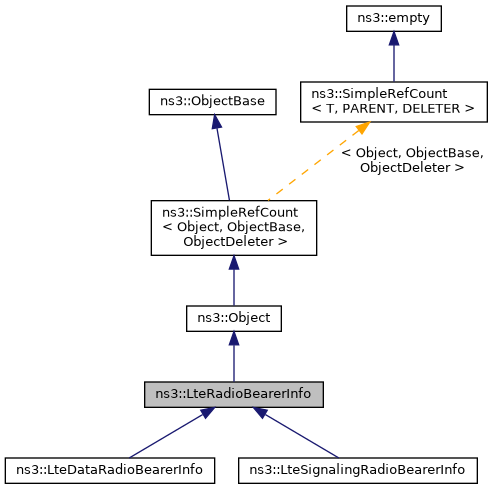 ns3::empty
ns3::SimpleRefCount
< T, PARENT, DELETER >
ns3::ObjectBase
< Object, ObjectBase,
ObjectDeleter >
ns3::SimpleRefCount
< Object, ObjectBase,
ObjectDeleter >
ns3::Object
ns3::LteRadioBearerInfo
ns3::LteDataRadioBearerInfo
ns3::LteSignalingRadioBearerInfo